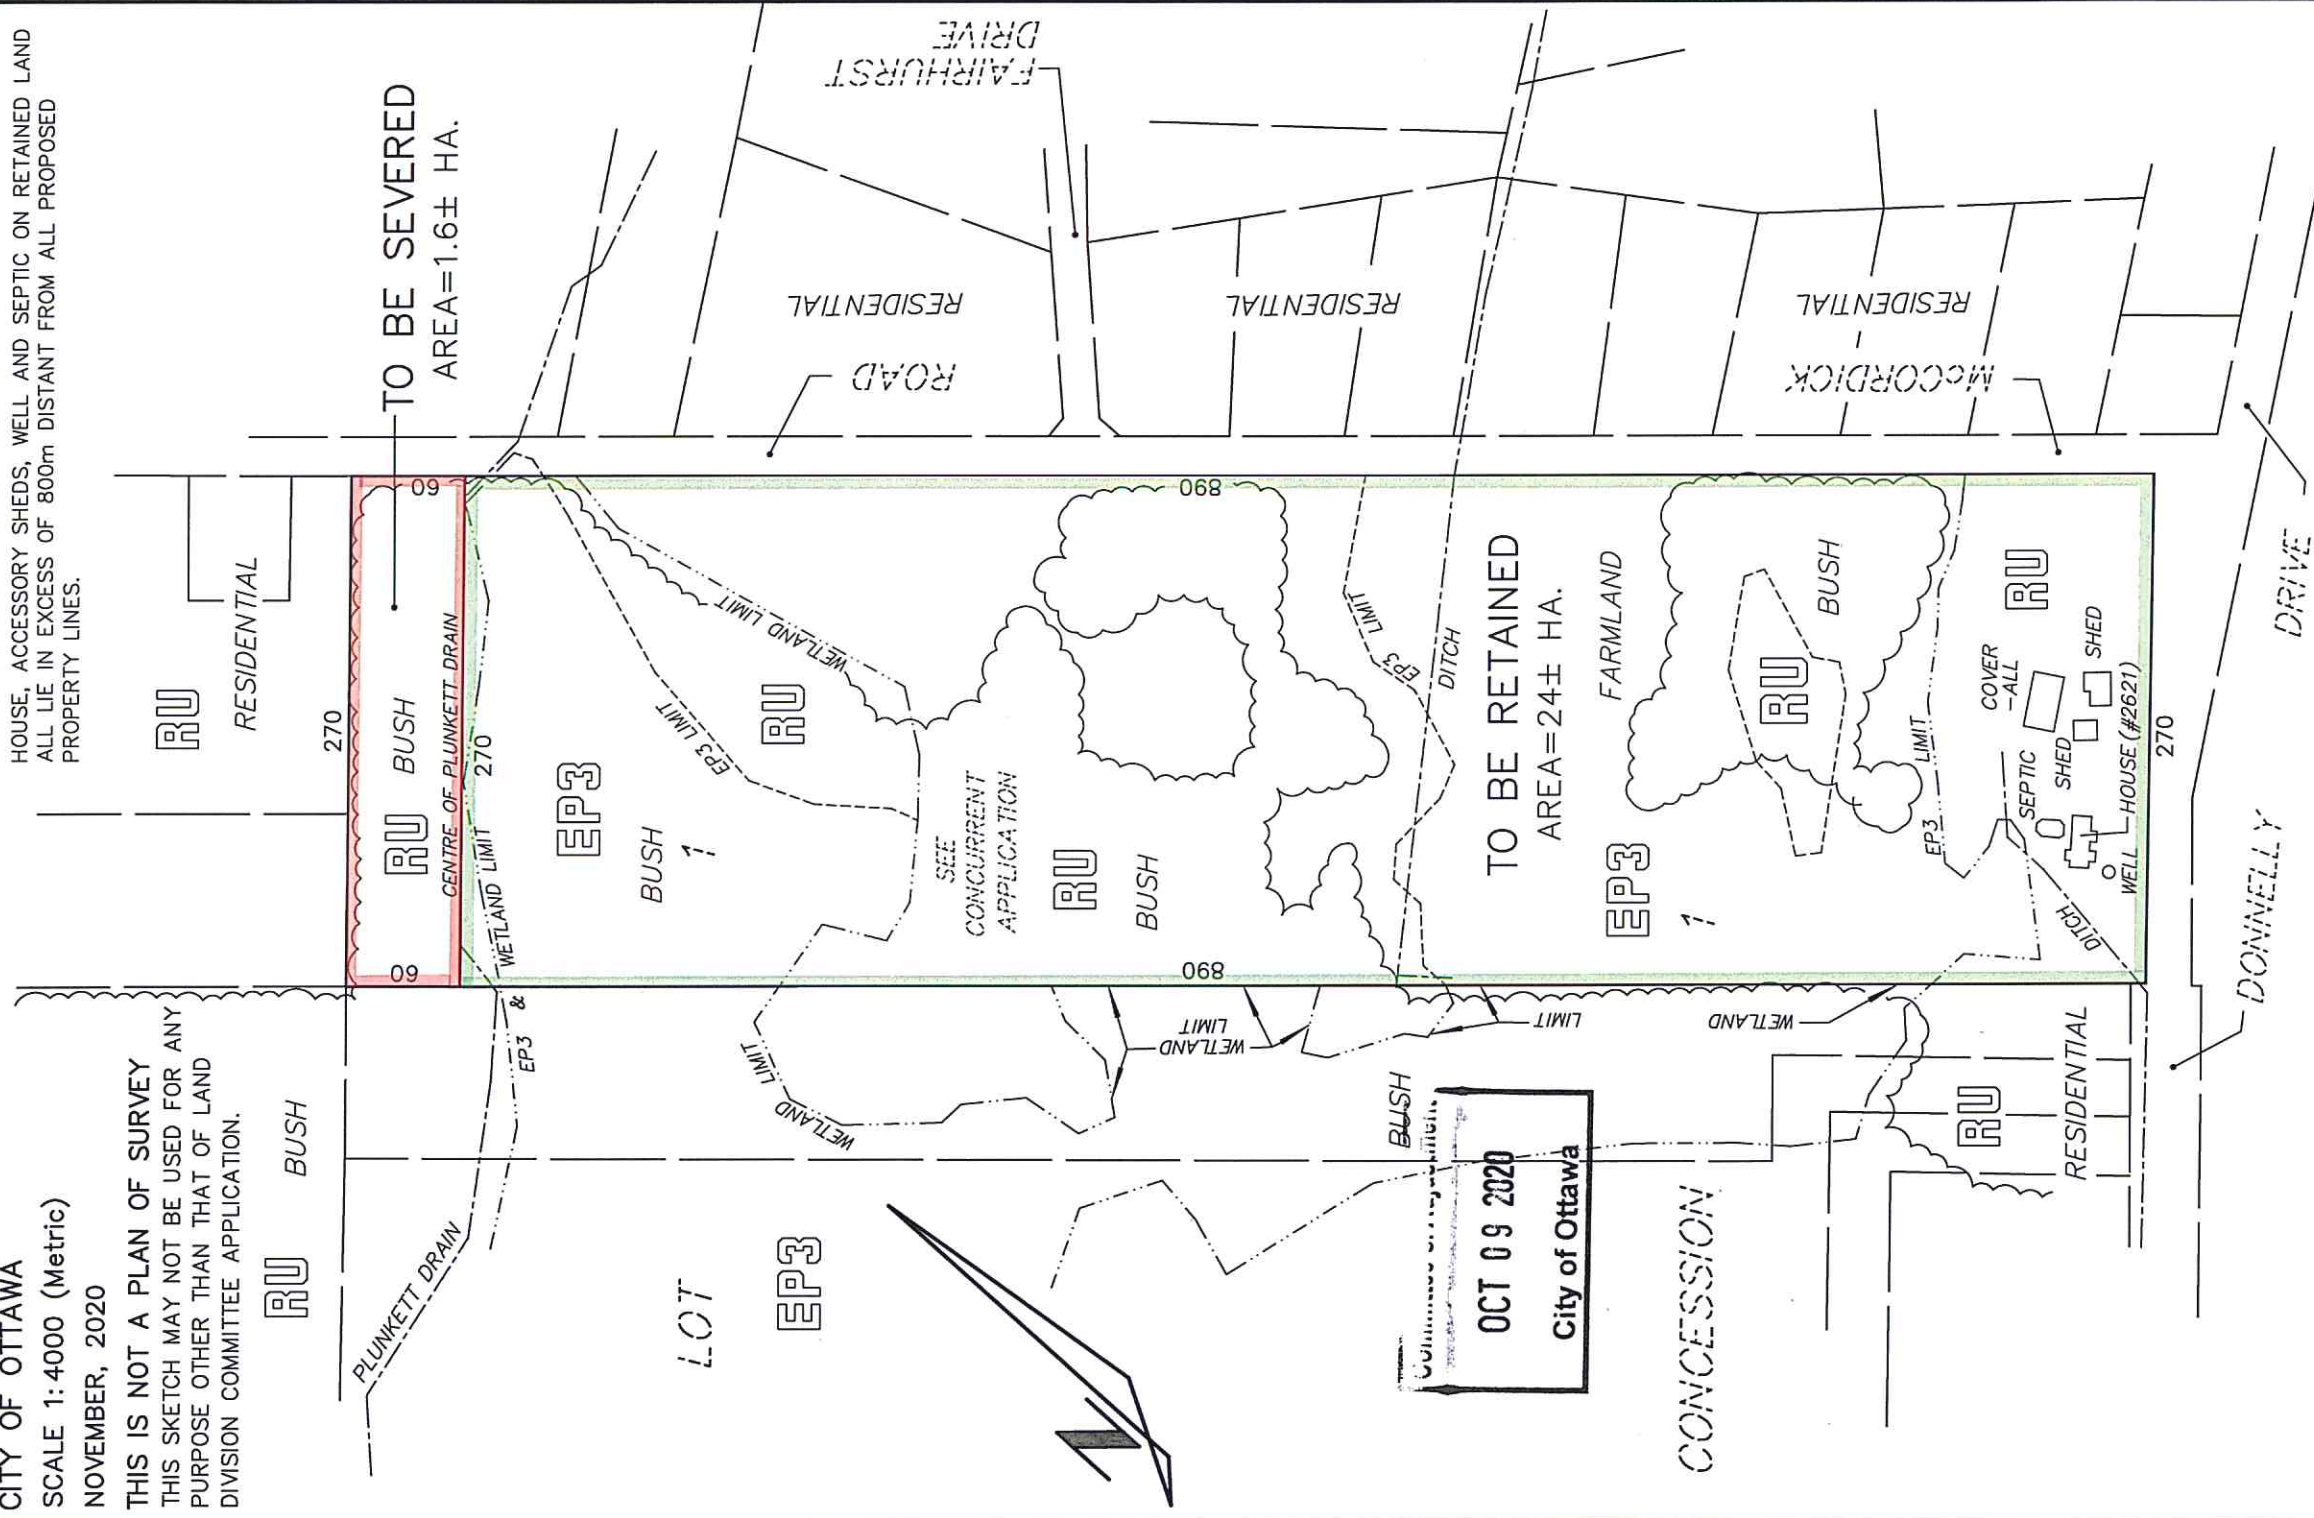 CITY OF OTTAWA
SCALE 1:4000 (Metric)
NOVEMBER, 2020
THIS IS NOT A PLAN OF SURVEY
THIS SKETCH MAY NOT BE USED FOR ANY
PURPOSE OTHER THAN THAT OF LAND
DIVISION COMMITTEE APPLICATION.
HOUSE, ACCESSORY SHEDS, WELL AND SEPTIC ON RETAINED LAND
ALL LIE IN EXCESS OF 800m DISTANT FROM ALL PROPOSED
PROPERTY LINES.
RU
RESIDENTIAL
TO BE SEVERED
AREA=1.6± HA.
270
60
RU
BUSH
60
CENTRE OF PLUNKETT DRAIN
270
WETLAND LIMIT
EP3 &
RU
BUSH
PLUNKETT DRAIN
EP3
BUSH
1
EP3 LIMIT
WETLAND LIMIT
RU
LOT
EP3
WETLAND
LIMIT
SEE
CONCURRENT
APPLICATION
RU
BUSH
890
890
WETLAND
LIMIT
LIMIT
WETLAND
EP3
LIMIT
DITCH
TO BE RETAINED
AREA=24± HA.
FARMLAND
EP3
1
RU
BUSH
EP3
LIMIT
RU
COVER
-ALL
SHED
SEPTIC
SHED
HOUSE (#2621)
WELL
DITCH
270
BUSH
OCT 09 2020
City of Ottawa
CONCESSION
RU
RESIDENTIAL
DONNELLY
DRIVE
FAIRHURST
DRIVE
RESIDENTIAL
RESIDENTIAL
RESIDENTIAL
McCORDICK
ROAD
N